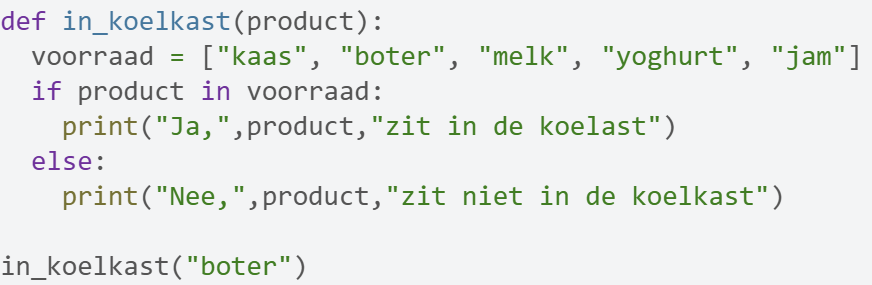 def in_koelkast(product):
  voorraad = ["kaas", "boter", "melk", "yoghurt", "jam"]
  if product in voorraad:
    print("Ja,",product,"zit in de koelast")
  else:
    print("Nee,",product,"zit niet in de koelkast")

in_koelkast("boter")